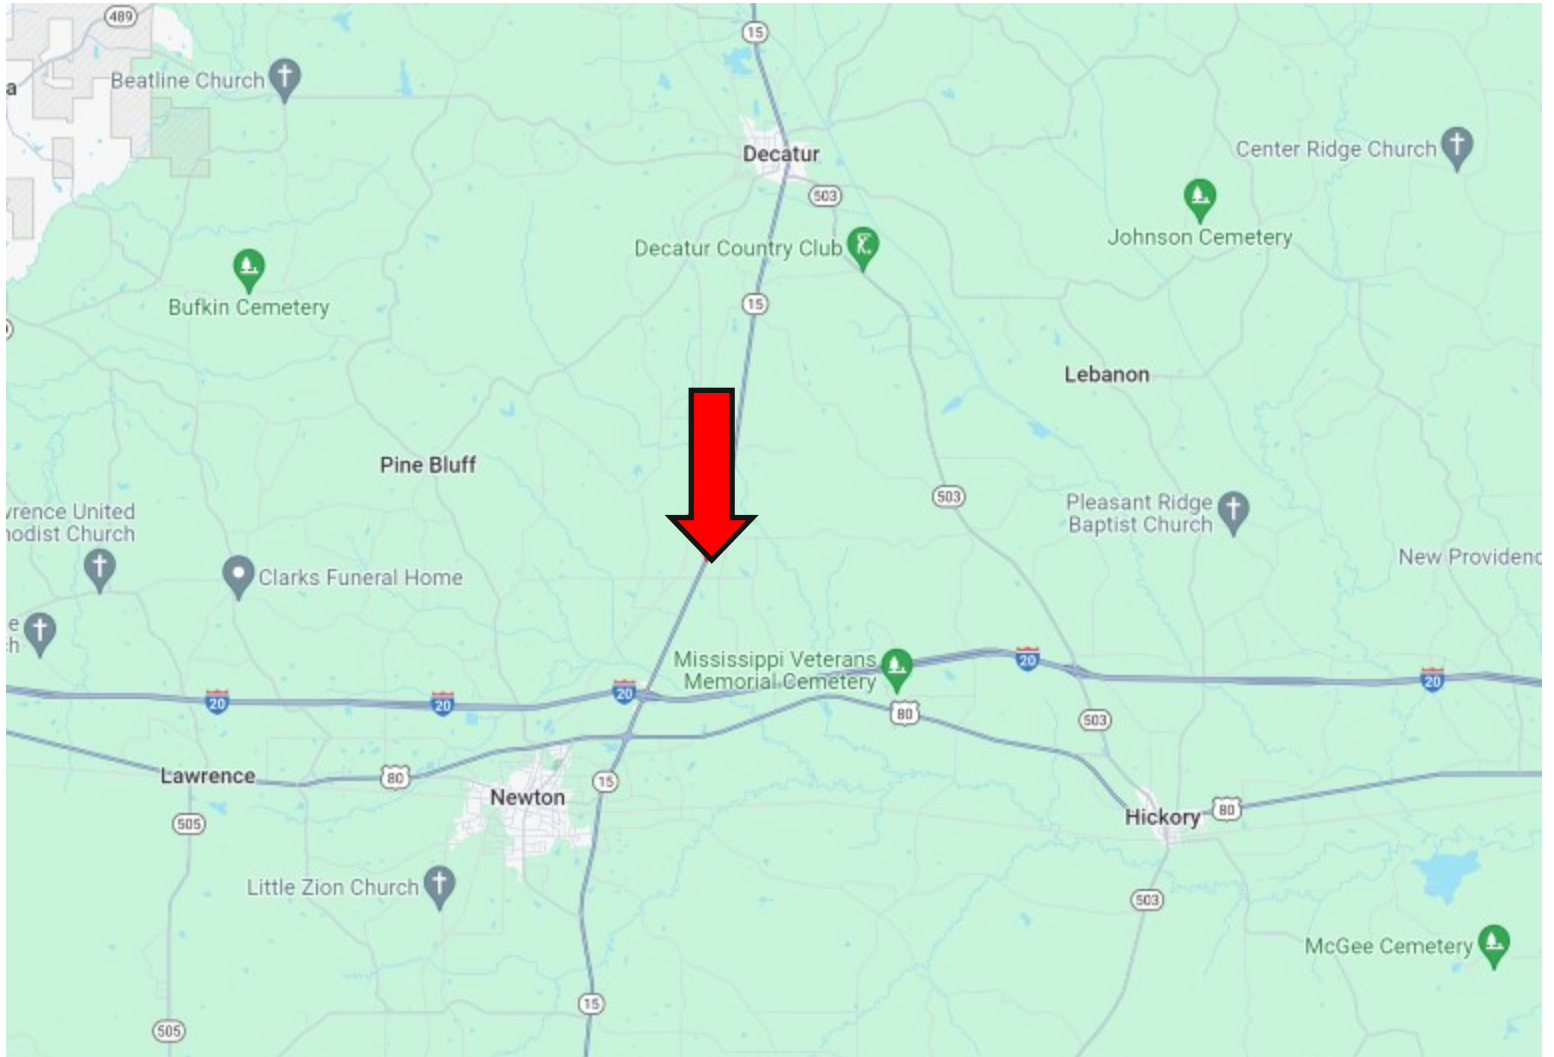 489
15
Beatline Church
a
Decatur
Center Ridge Church
503
Johnson Cemetery
Decatur Country Club
Bufkin Cemetery
15
Lebanon
Pine Bluff
503
Pleasant Ridge
Baptist Church
vrence United
nodist Church
New Providenc
Clarks Funeral Home
e
ch
Mississippi Veterans
Memorial Cemetery
20
20
20
20
20
80
503
Lawrence
80
15
Newton
Hickory
80
505
Little Zion Church
503
McGee Cemetery
15
505